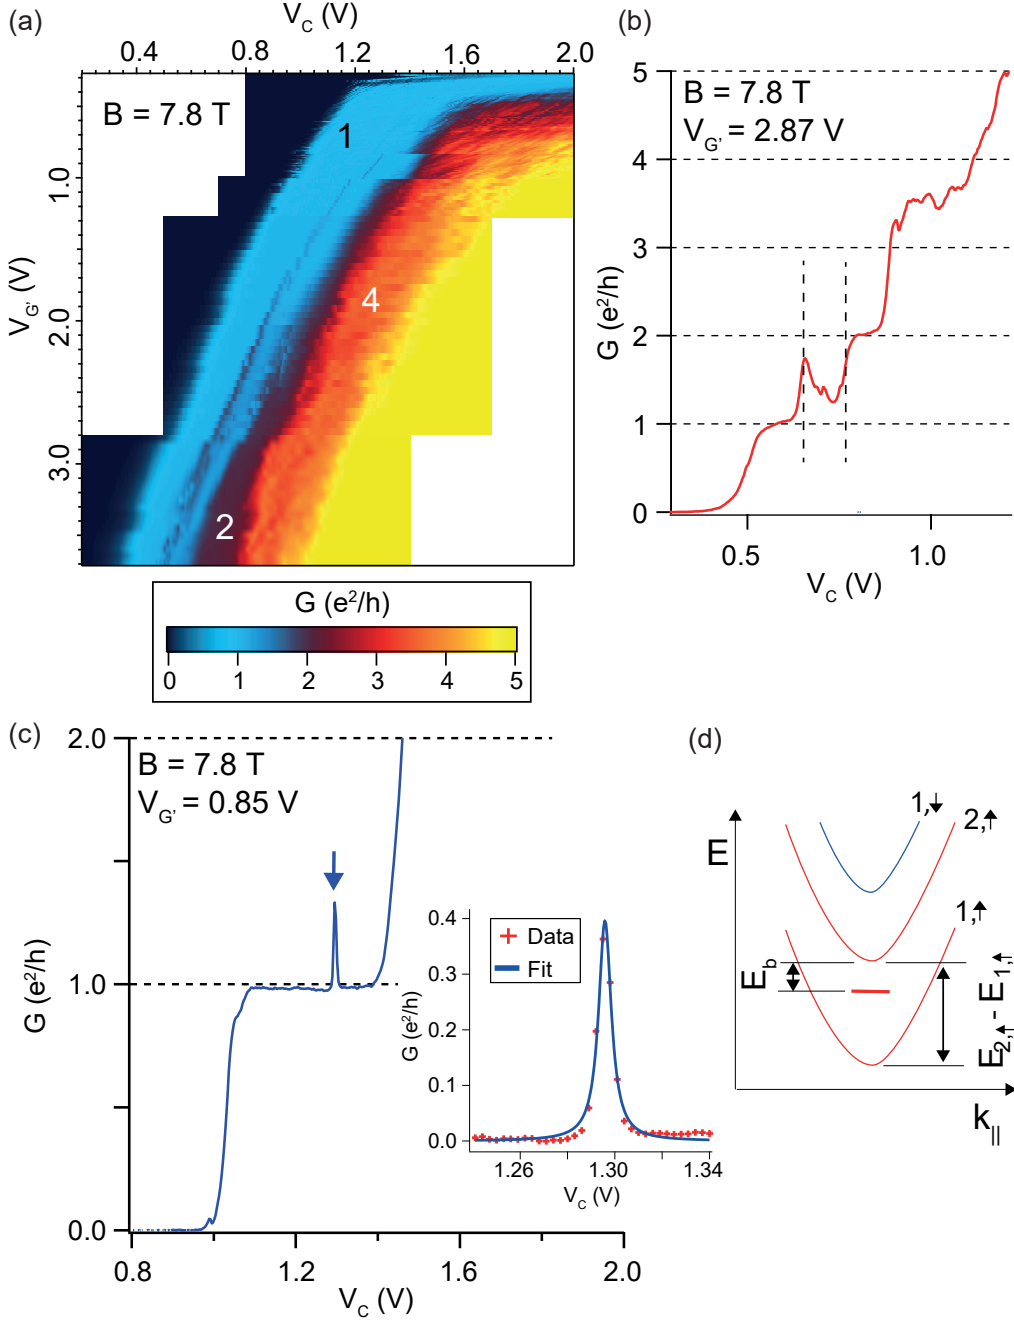 (a)
V_C (V)
0.4 0.8 1.2 1.6 2.0
B = 7.8 T
1
4
2
V_G' (V)
1.0
2.0
3.0
G (e²/h)
0 1 2 3 4 5
(b)
B = 7.8 T
V_G' = 2.87 V
G (e²/h)
5
4
3
2
1
0
0.5 1.0
V_C (V)
(c)
B = 7.8 T
V_G' = 0.85 V
G (e²/h)
2.0
1.0
0.0
0.8 1.2 1.6 2.0
V_C (V)
Data
Fit
G (e²/h)
0.4
0.3
0.2
0.1
0.0
1.26 1.30 1.34
V_C (V)
(d)
E
1,↓
2,↑
1,↑
E_b
E_2,↑ - E_1,↑
k_||